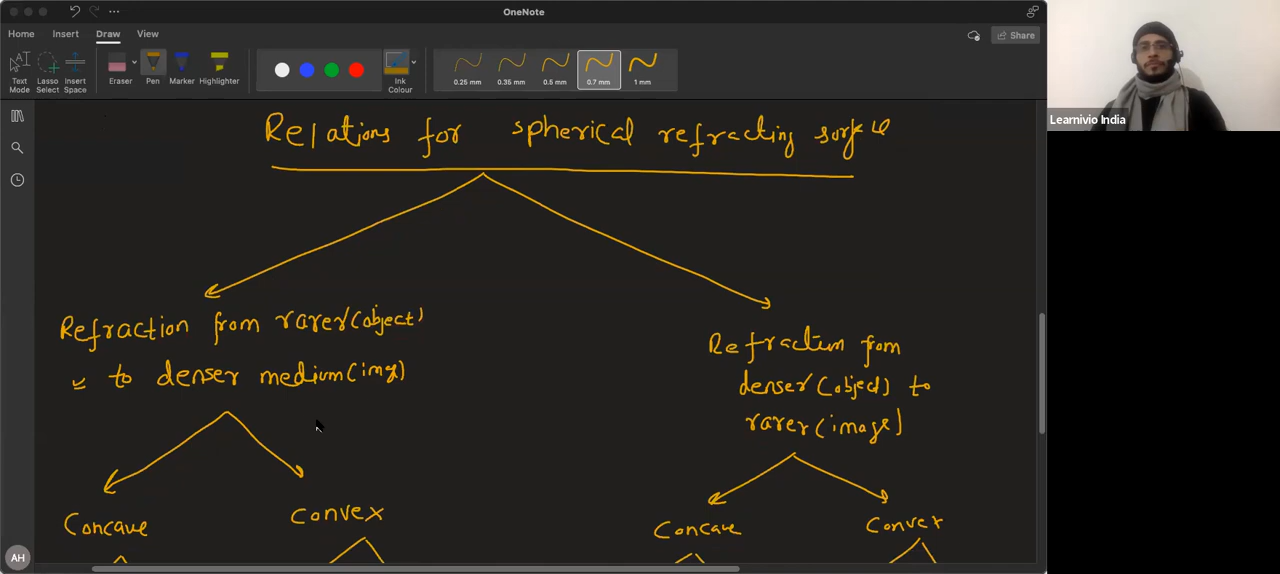 OneNote
Home Insert Draw View
Share
Text Mode
Lasso Select
Insert Space
Eraser
Pen
Marker
Highlighter
Ink Colour
0.25 mm
0.35 mm
0.5 mm
0.7 mm
1 mm
Learnivio India
Relations for spherical refracting
Refraction from rarer (object)
to denser medium (img)
Concave
Convex
Refraction from
denser (object) to
rarer (image)
Concave
Convex
AH